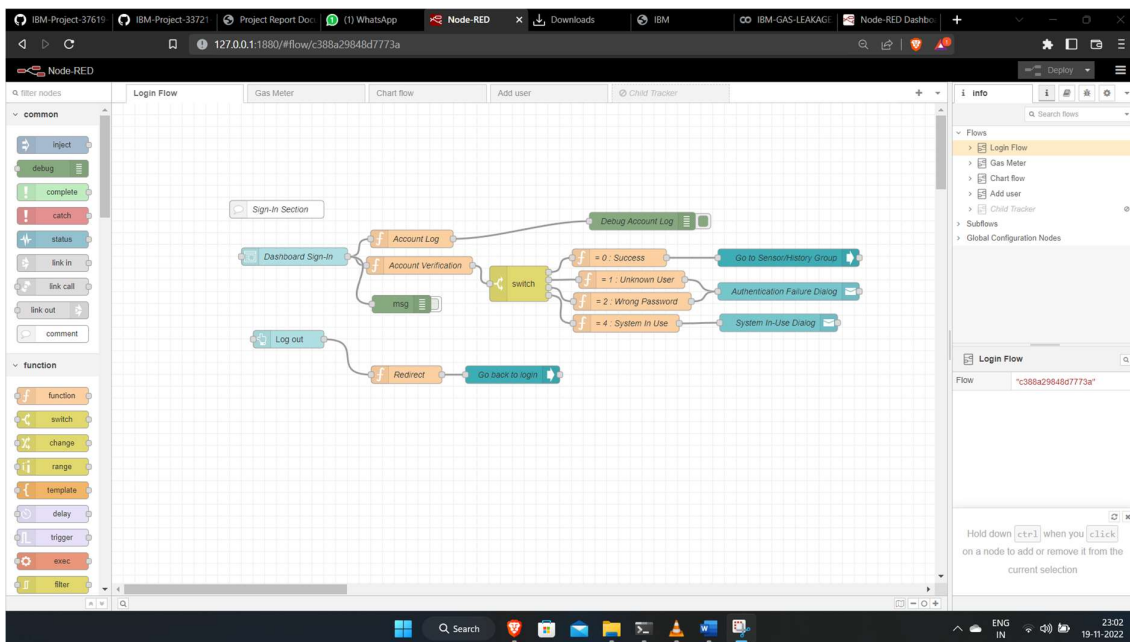 IBM-Project-37619
IBM-Project-33721
Project Report Doc
(1) WhatsApp
Node-RED
Downloads
IBM
IBM-GAS-LEAKAGE
Node-RED Dashbo
127.0.0.1:1880/#flow/c388a29848d7773a
Node-RED
Deploy
filter nodes
Login Flow
Gas Meter
Chart flow
Add user
Child Tracker
info
common
inject
debug
complete
catch
status
link in
link call
link out
comment
function
function
switch
change
range
template
delay
trigger
exec
filter
Sign-In Section
Debug Account Log
Account Log
Dashboard Sign-In
Account Verification
msg
switch
= 0 : Success
= 1 : Unknown User
= 2 : Wrong Password
= 4 : System In Use
Go to Sensor/History Group
Authentication Failure Dialog
System In-Use Dialog
Log out
Redirect
Go back to login
Search flows
Flows
Login Flow
Gas Meter
Chart flow
Add user
Child Tracker
Subflows
Global Configuration Nodes
Login Flow
Flow "c388a29848d7773a"
Hold down ctrl when you click
on a node to add or remove it from the
current selection
Search
ENG
IN
23:02
19-11-2022